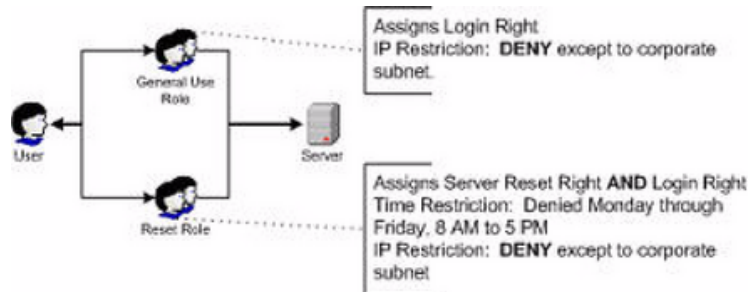 Assigns Login Right
IP Restriction: DENY except to corporate
subnet.
General Use
Role
User
Server
Assigns Server Reset Right AND Login Right
Time Restriction: Denied Monday through
Friday, 8 AM to 5 PM
IP Restriction: DENY except to corporate
subnet
Reset Role